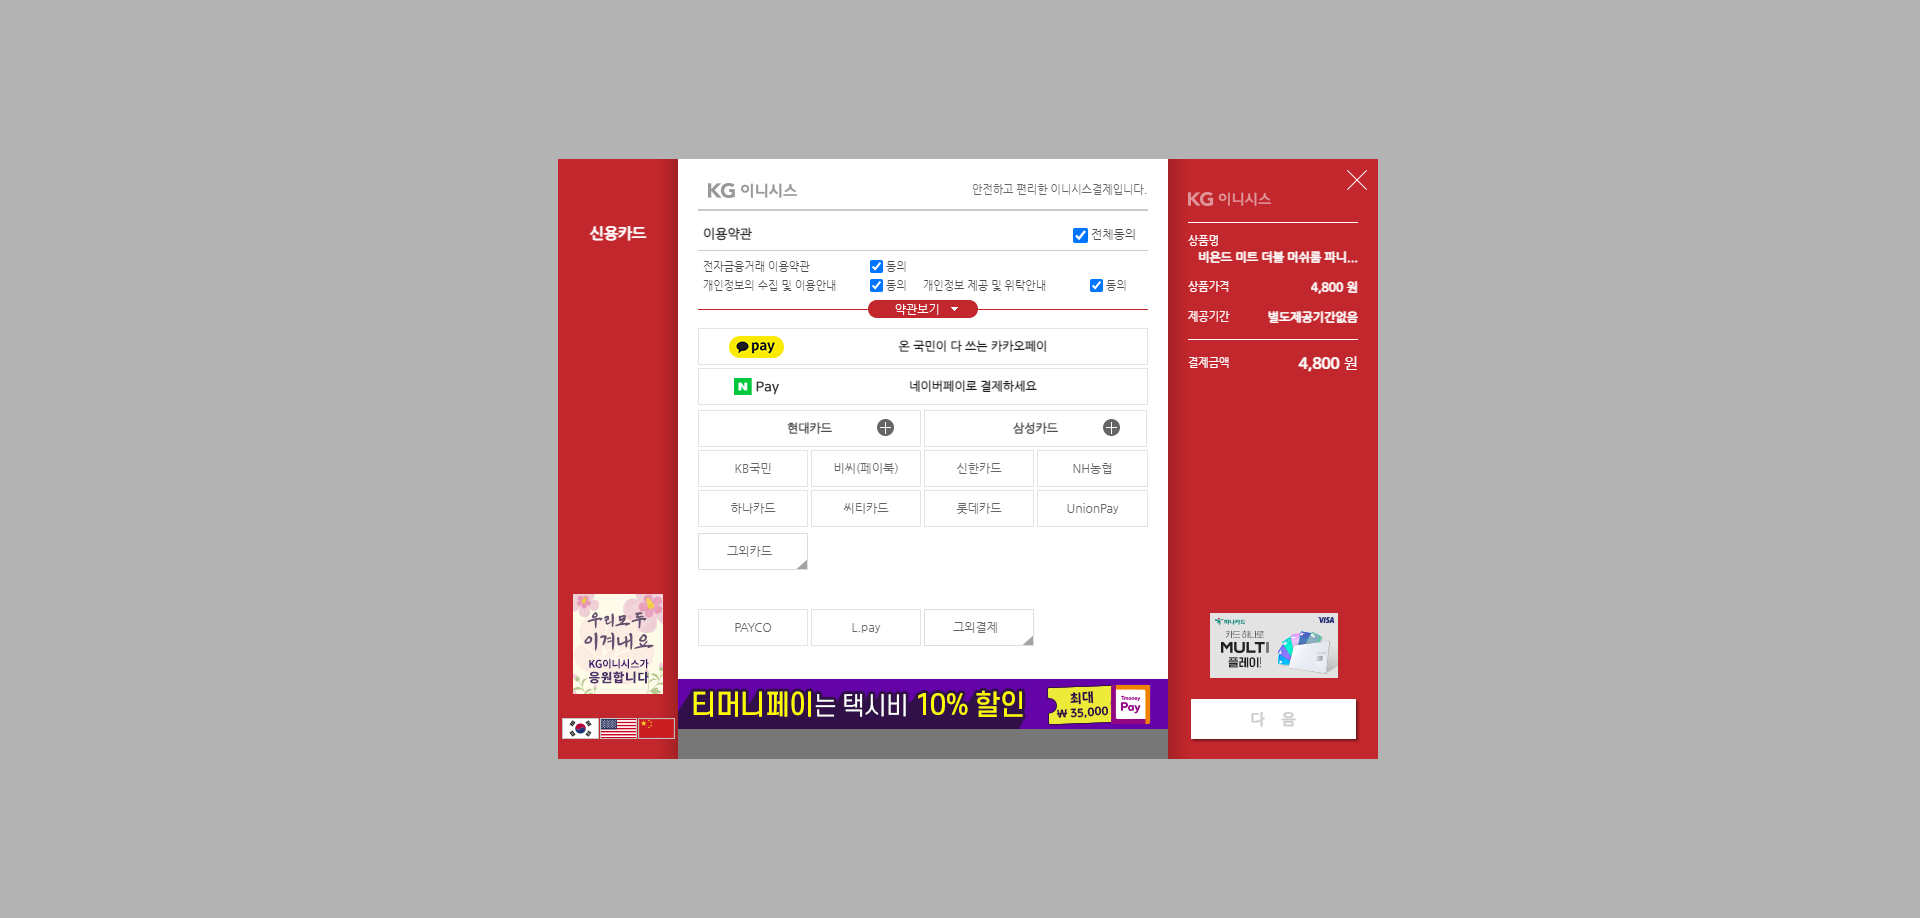 신용카드
우리모두
이겨내요
KG이니시스가
응원합니다
KG 이니시스
안전하고 편리한 이니시스결제입니다.
이용약관
전체동의
전자금융거래 이용약관
동의
개인정보의 수집 및 이용안내
동의
개인정보 제공 및 위탁안내
동의
약관보기
pay
온 국민이 다 쓰는 카카오페이
N Pay
네이버페이로 결제하세요
현대카드
삼성카드
KB국민
비씨(페이북)
신한카드
NH농협
하나카드
씨티카드
롯데카드
UnionPay
그외카드
PAYCO
L.pay
그외결제
티머니페이는 택시비 10% 할인
최대
₩ 35,000
Tmoney
Pay
KG 이니시스
상품명
비욘드 미트 더블 머쉬룸 파니...
상품가격
4,800 원
제공기간
별도제공기간없음
결제금액
4,800 원
하나카드
VISA
카드 하나로
MULTI
플레이!
다 음